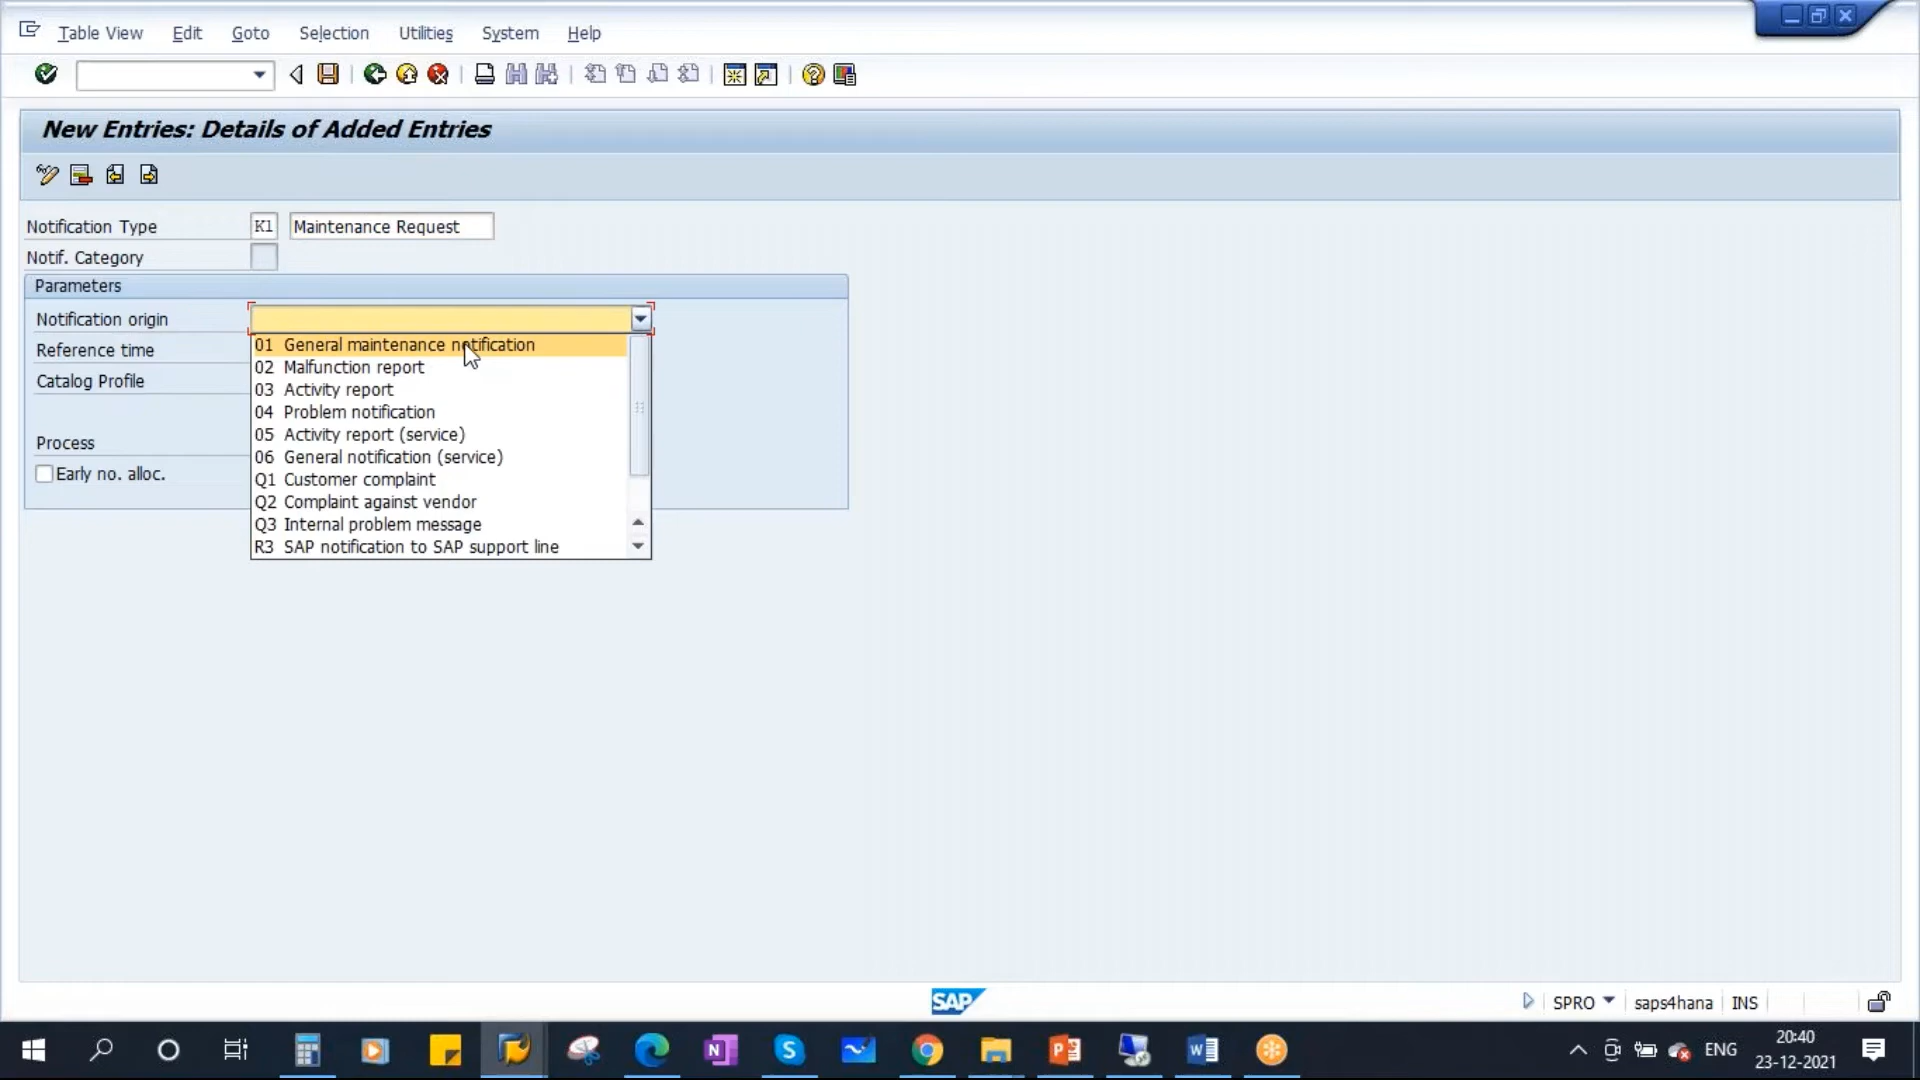 Table View Edit Goto Selection Utilities System Help
New Entries: Details of Added Entries
Notification Type K1 Maintenance Request
Notif. Category
Parameters
Notification origin
01 General maintenance notification
Reference time
02 Malfunction report
Catalog Profile
03 Activity report
04 Problem notification
Process
05 Activity report (service)
06 General notification (service)
Early no. alloc.
Q1 Customer complaint
Q2 Complaint against vendor
Q3 Internal problem message
R3 SAP notification to SAP support line
SAP
SPRO saps4hana INS
ENG
20:40
23-12-2021